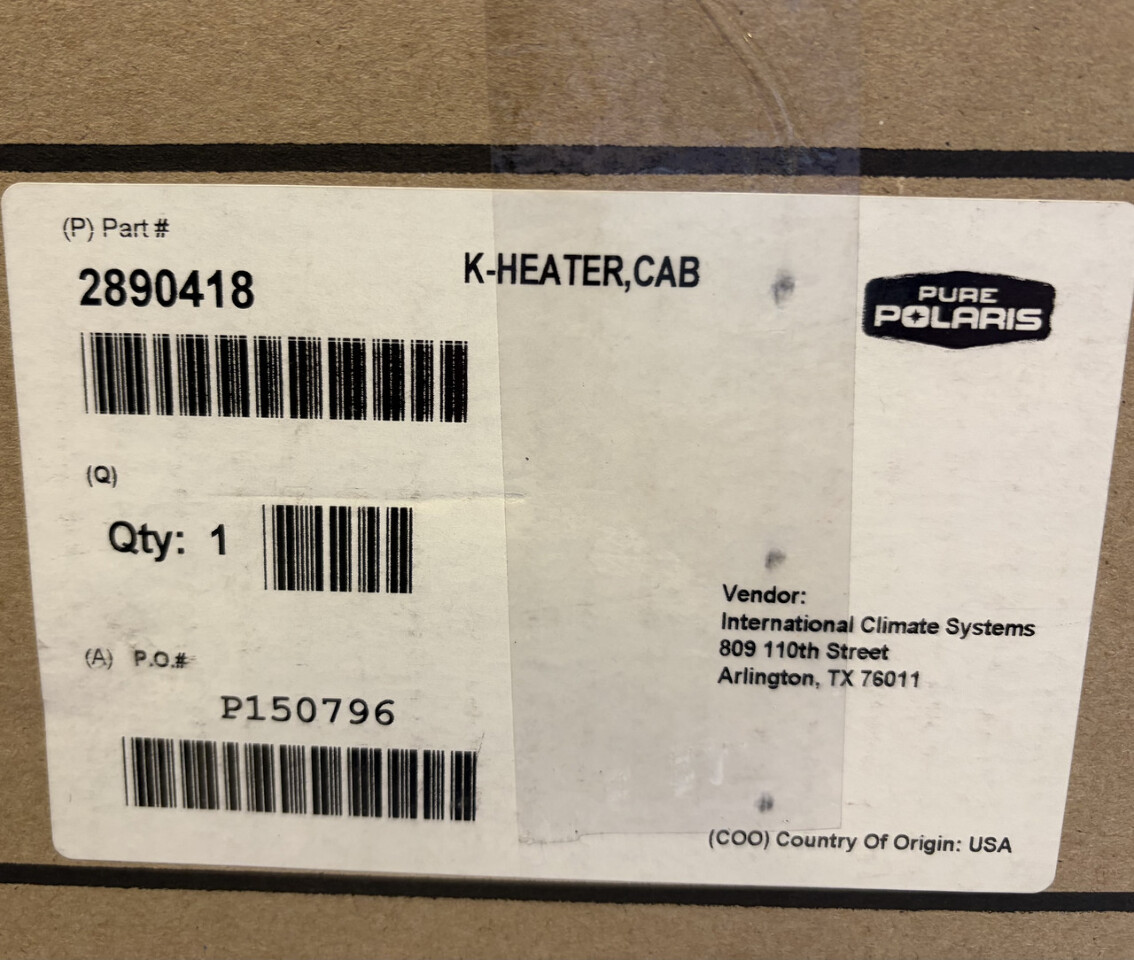 (P) Part #
2890418
K-HEATER,CAB
PURE
POLARIS
(Q)
Qty: 1
(A) P.O.#
P150796
Vendor:
International Climate Systems
809 110th Street
Arlington, TX 76011
(COO) Country Of Origin: USA